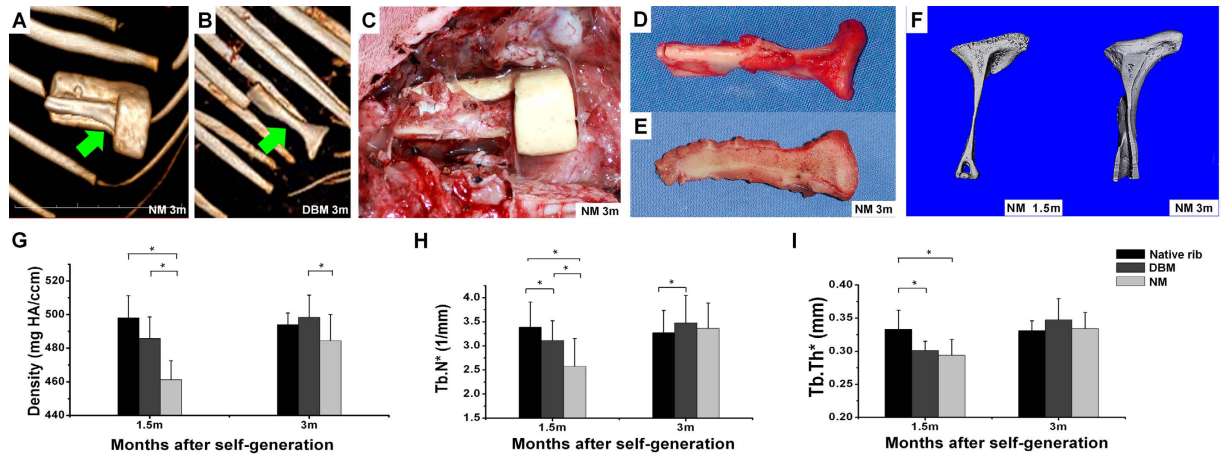 A
B
C
D
E
F
NM 3m
DBM 3m
NM 3m
NM 3m
NM 1.5m
NM 3m
G
H
I
Density (mg HA/ccm)
520
500
480
460
440
*
*
*
1.5m
3m
Months after self-generation
Tb.N* (1/mm)
4.0
3.5
3.0
2.5
2.0
1.5
*
*
*
*
1.5m
3m
Months after self-generation
Tb.Th* (mm)
0.40
0.35
0.30
0.25
0.20
*
*
1.5m
3m
Months after self-generation
Native rib
DBM
NM